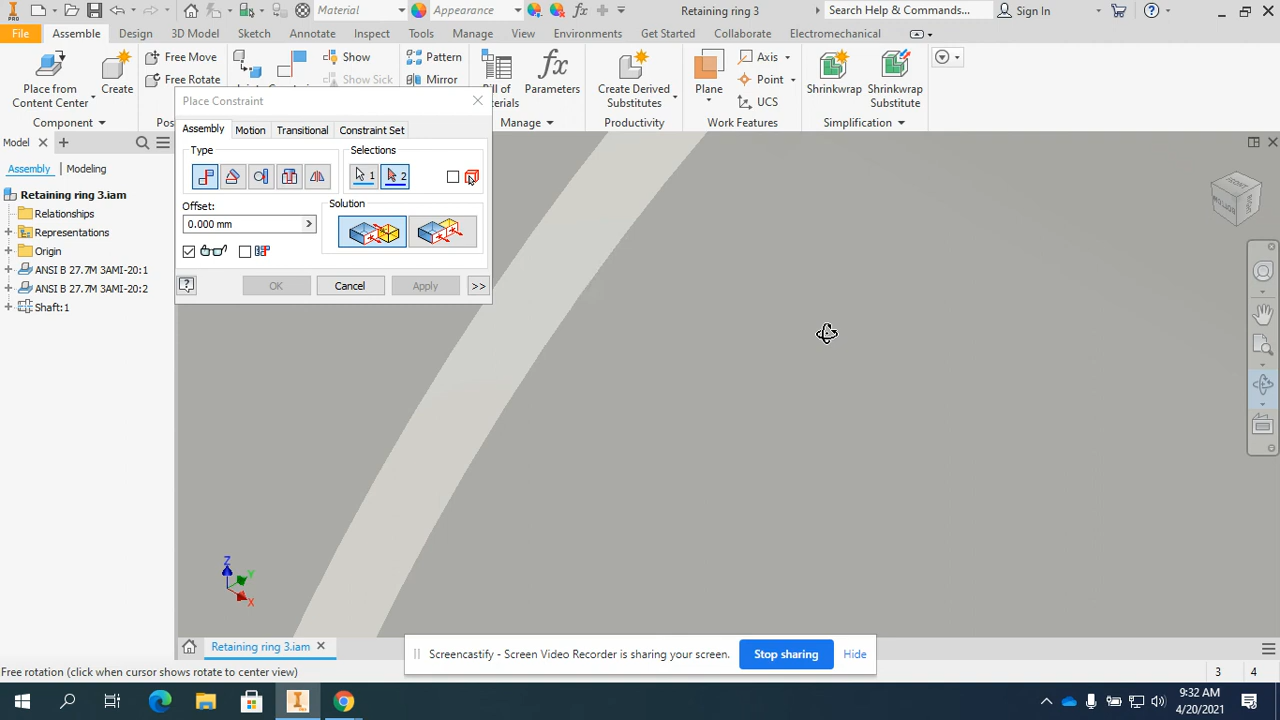 PRO
Material
Appearance
Retaining ring 3
Search Help & Commands...
Sign In
File
Assemble
Design
3D Model
Sketch
Annotate
Inspect
Tools
View
Environments
Get Started
Collaborate
Electromechanical
Place from
Content Center
Create
Free Move
Free Rotate
Show
Show Sick
Pattern
Mirror
Parameters
Create Derived
Substitutes
Plane
Axis
Point
UCS
Shrinkwrap
Shrinkwrap
Substitute
Component
Manage
Productivity
Work Features
Simplification
Place Constraint
Assembly
Motion
Transitional
Constraint Set
Type
Selections
1
2
Offset:
0.000 mm
Solution
OK
Cancel
Apply
>>
Model
Assembly
Modeling
Retaining ring 3.iam
Relationships
Representations
Origin
ANSI B 27.7M 3AMI-20:1
ANSI B 27.7M 3AMI-20:2
Shaft:1
FRONT
RIGHT
BOTTOM
Z
Y
X
Retaining ring 3.iam
Screencastify - Screen Video Recorder is sharing your screen.
Stop sharing
Hide
Free rotation (click when cursor shows rotate to center view)
3
4
9:32 AM
4/20/2021